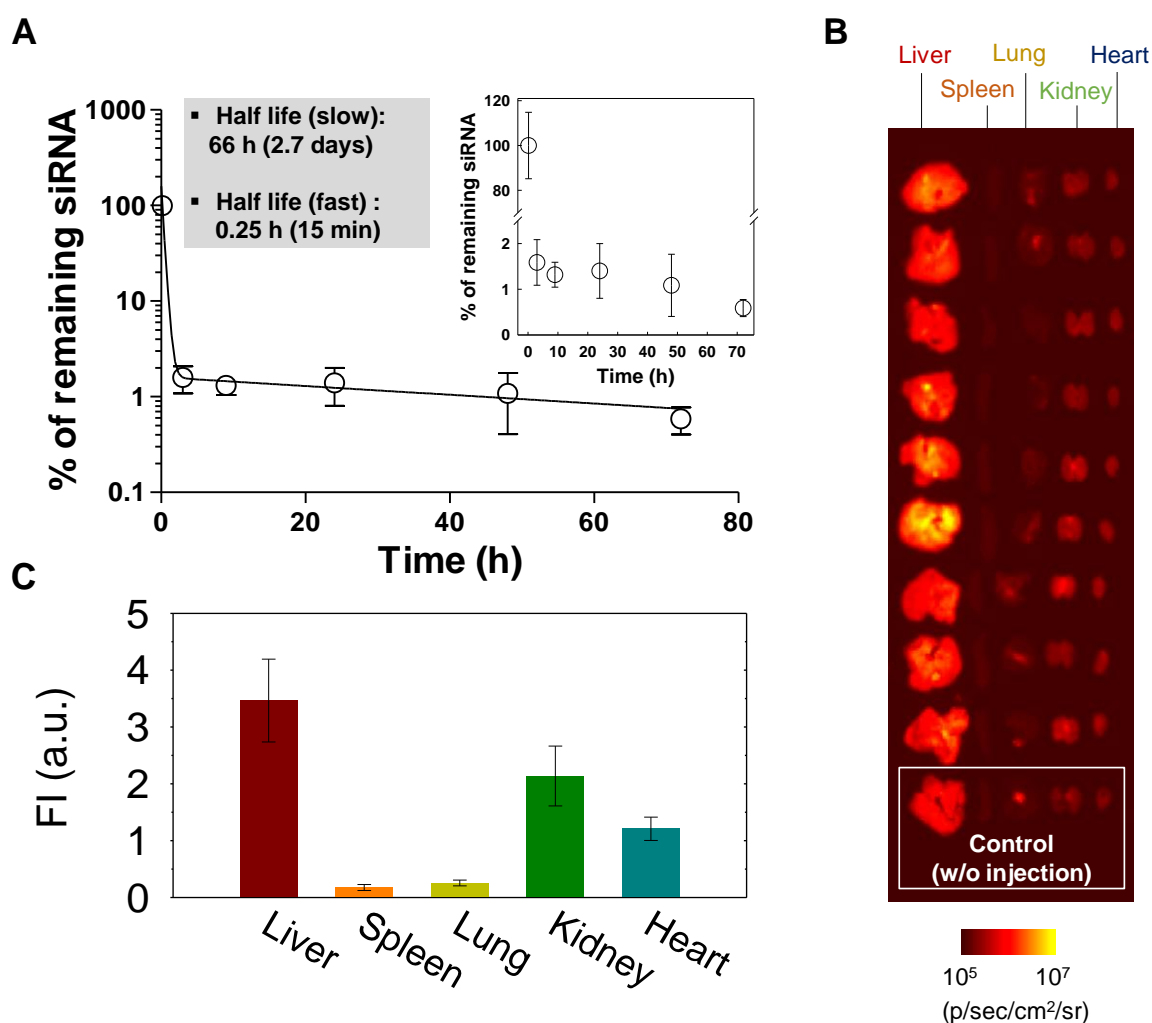 A
% of remaining siRNA
1000
100
10
1
0.1
0
20
40
60
80
Time (h)
▪ Half life (slow):
66 h (2.7 days)
▪ Half life (fast) :
0.25 h (15 min)
% of remaining siRNA
120
100
80
2
1
0
0 10 20 30 40 50 60 70
Time (h)
B
Liver
Lung
Heart
Spleen
Kidney
Control
(w/o injection)
10⁵ 10⁷
(p/sec/cm²/sr)
C
FI (a.u.)
5
4
3
2
1
0
Liver
Spleen
Lung
Kidney
Heart